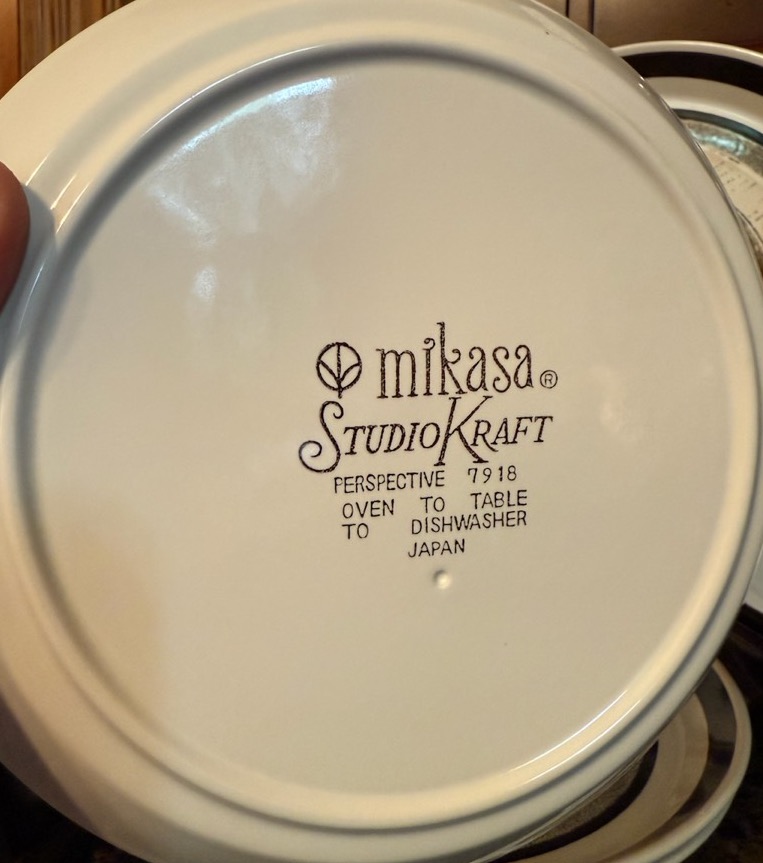 mikasa®
STUDIOKRAFT
PERSPECTIVE 7918
OVEN TO TABLE
TO DISHWASHER
JAPAN